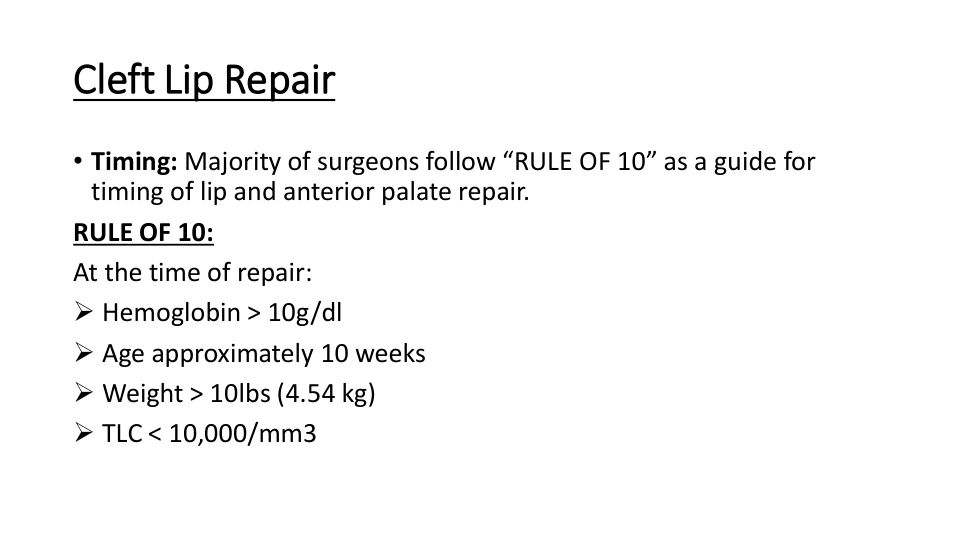 Cleft Lip Repair
• Timing: Majority of surgeons follow “RULE OF 10” as a guide for
timing of lip and anterior palate repair.
RULE OF 10:
At the time of repair:
➢ Hemoglobin > 10g/dl
➢ Age approximately 10 weeks
➢ Weight > 10lbs (4.54 kg)
➢ TLC < 10,000/mm3